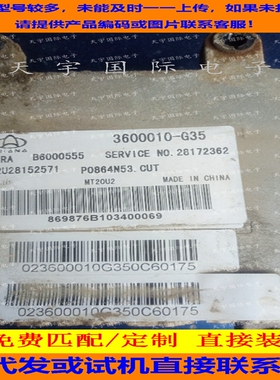 型号较多，未能及时一一上传，如未找
请提供产品编码或图片联系客服！
天宇国际电子
3600010-G35
B6000555 SERVICE NO.28172362
U28152571 P0864N53.CUT
MT20U2 MADE IN CHINA
869876B103400069
023600010G350C60175
023600010G350C60175
免费匹配/定制 直接装
代发或试机直接联系